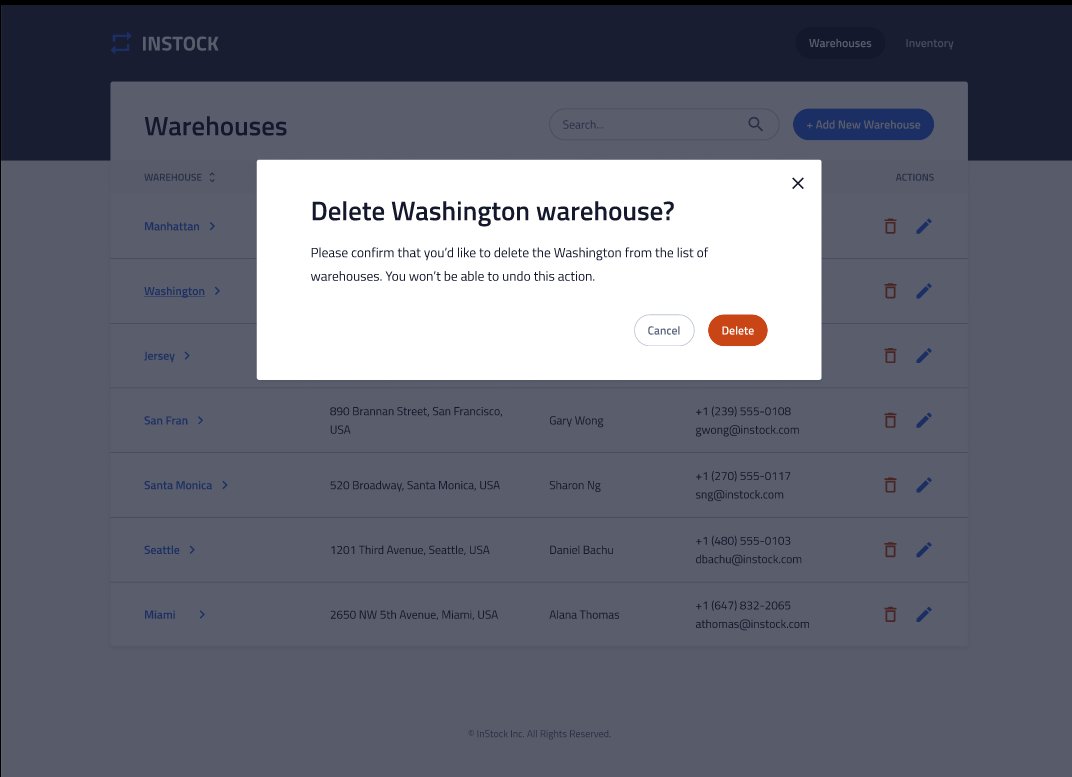 INSTOCK
Warehouses
Inventory
Warehouses
Search...
+ Add New Warehouse
WAREHOUSE
ACTIONS
Delete Washington warehouse?
Please confirm that you’d like to delete the Washington from the list of
warehouses. You won’t be able to undo this action.
Cancel
Delete
Manhattan
Washington
Jersey
San Fran
890 Brannan Street, San Francisco,
USA
Gary Wong
+1 (239) 555-0108
gwong@instock.com
Santa Monica
520 Broadway, Santa Monica, USA
Sharon Ng
+1 (270) 555-0117
sng@instock.com
Seattle
1201 Third Avenue, Seattle, USA
Daniel Bachu
+1 (480) 555-0103
dbachu@instock.com
Miami
2650 NW 5th Avenue, Miami, USA
Alana Thomas
+1 (647) 832-2065
athomas@instock.com
© InStock Inc. All Rights Reserved.